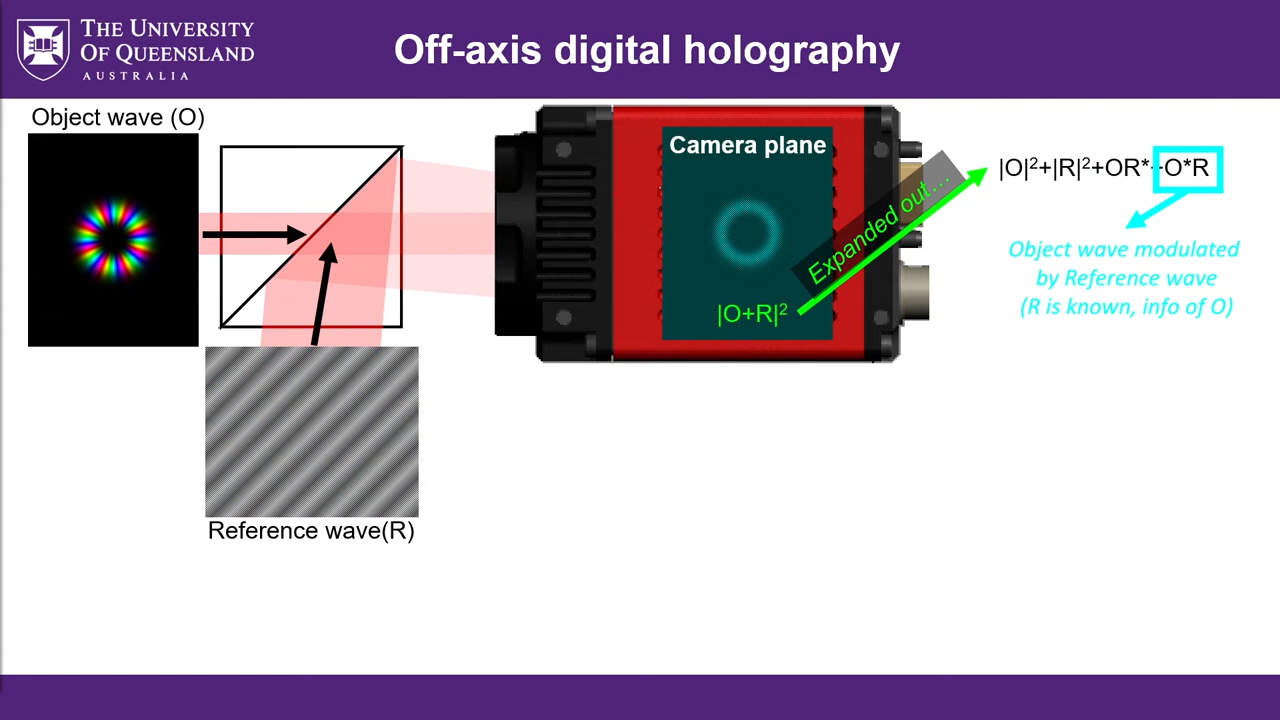 THE UNIVERSITY
OF QUEENSLAND
AUSTRALIA
Off-axis digital holography
Object wave (O)
Camera plane
Expanded out...
|O+R|²
|O|²+|R|²+OR*+O*R
Object wave modulated
by Reference wave
(R is known, info of O)
Reference wave(R)